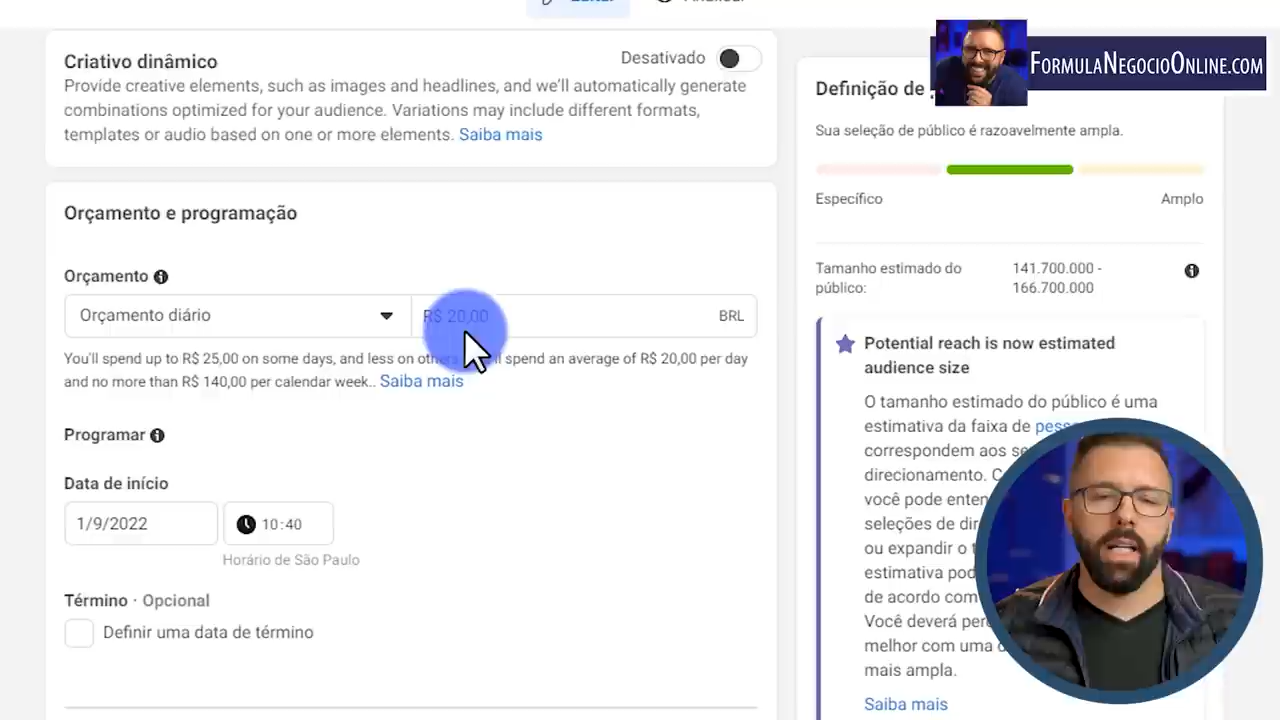 Criativo dinâmico
Desativado
Provide creative elements, such as images and headlines, and we'll automatically generate
combinations optimized for your audience. Variations may include different formats,
templates or audio based on one or more elements. Saiba mais
Orçamento e programação
Orçamento
Orçamento diário
R$ 20,00
BRL
You'll spend up to R$ 25,00 on some days, and less on spend an average of R$ 20,00 per day
and no more than R$ 140,00 per calendar week.. Saiba mais
Programar
Data de início
1/9/2022
10:40
Horário de São Paulo
Término · Opcional
Definir uma data de término
FormulaNegocioOnline.com
Definição de
Sua seleção de público é razoavelmente ampla.
Específico
Amplo
Tamanho estimado do
público:
141.700.000 -
166.700.000
Potential reach is now estimated
audience size
O tamanho estimado do público é uma
estimativa da faixa de
correspondem aos
direcionamento.
você pode
seleções de
ou expandir o
estimativa
de acordo com
Você deverá
melhor com uma
mais ampla.
Saiba mais